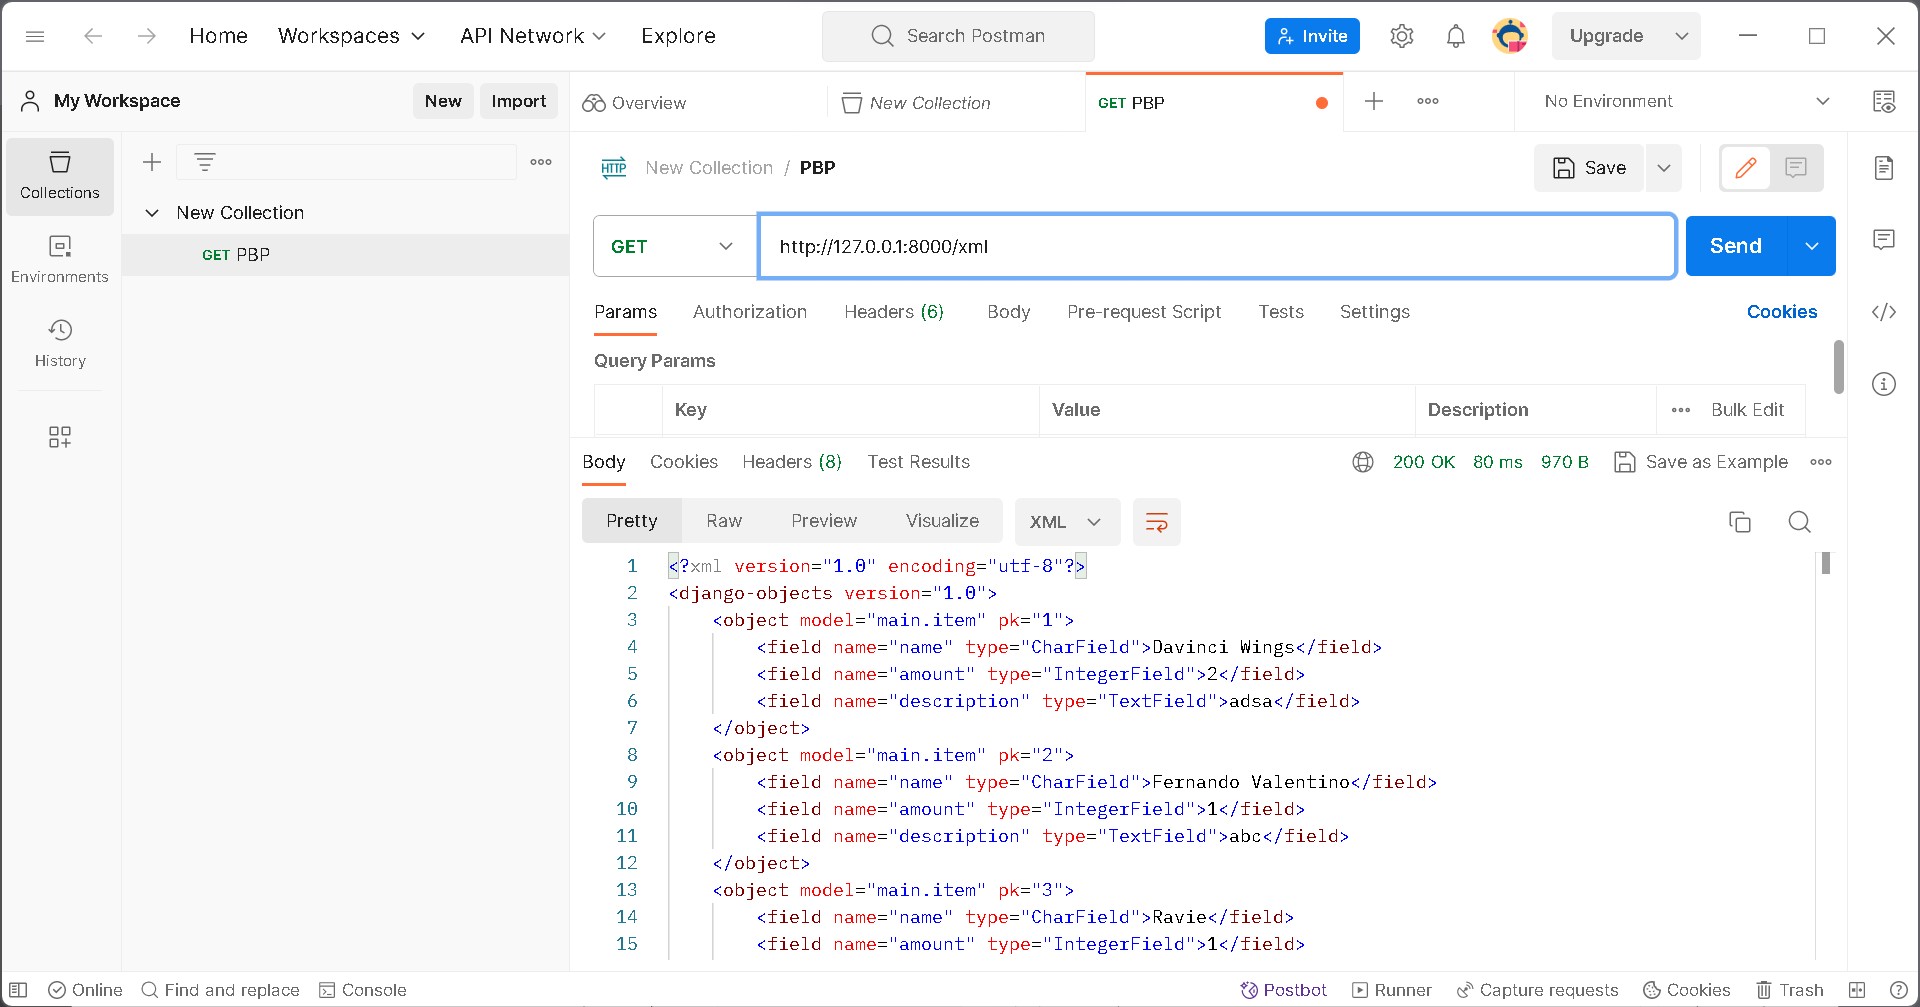 Home Workspaces API Network Explore Search Postman Invite Upgrade
My Workspace New Import Overview New Collection GET PBP No Environment
HTTP New Collection / PBP Save
Collections
New Collection
GET PBP
GET http://127.0.0.1:8000/xml Send
Environments
Params Authorization Headers (6) Body Pre-request Script Tests Settings Cookies
History
Query Params
Key Value Description Bulk Edit
Body Cookies Headers (8) Test Results 200 OK 80 ms 970 B Save as Example
Pretty Raw Preview Visualize XML
1 <?xml version="1.0" encoding="utf-8"?>
2 <django-objects version="1.0">
3 <object model="main.item" pk="1">
4 <field name="name" type="CharField">Davinci Wings</field>
5 <field name="amount" type="IntegerField">2</field>
6 <field name="description" type="TextField">adsa</field>
7 </object>
8 <object model="main.item" pk="2">
9 <field name="name" type="CharField">Fernando Valentino</field>
10 <field name="amount" type="IntegerField">1</field>
11 <field name="description" type="TextField">abc</field>
12 </object>
13 <object model="main.item" pk="3">
14 <field name="name" type="CharField">Ravie</field>
15 <field name="amount" type="IntegerField">1</field>
Online Find and replace Console Postbot Runner Capture requests Cookies Trash